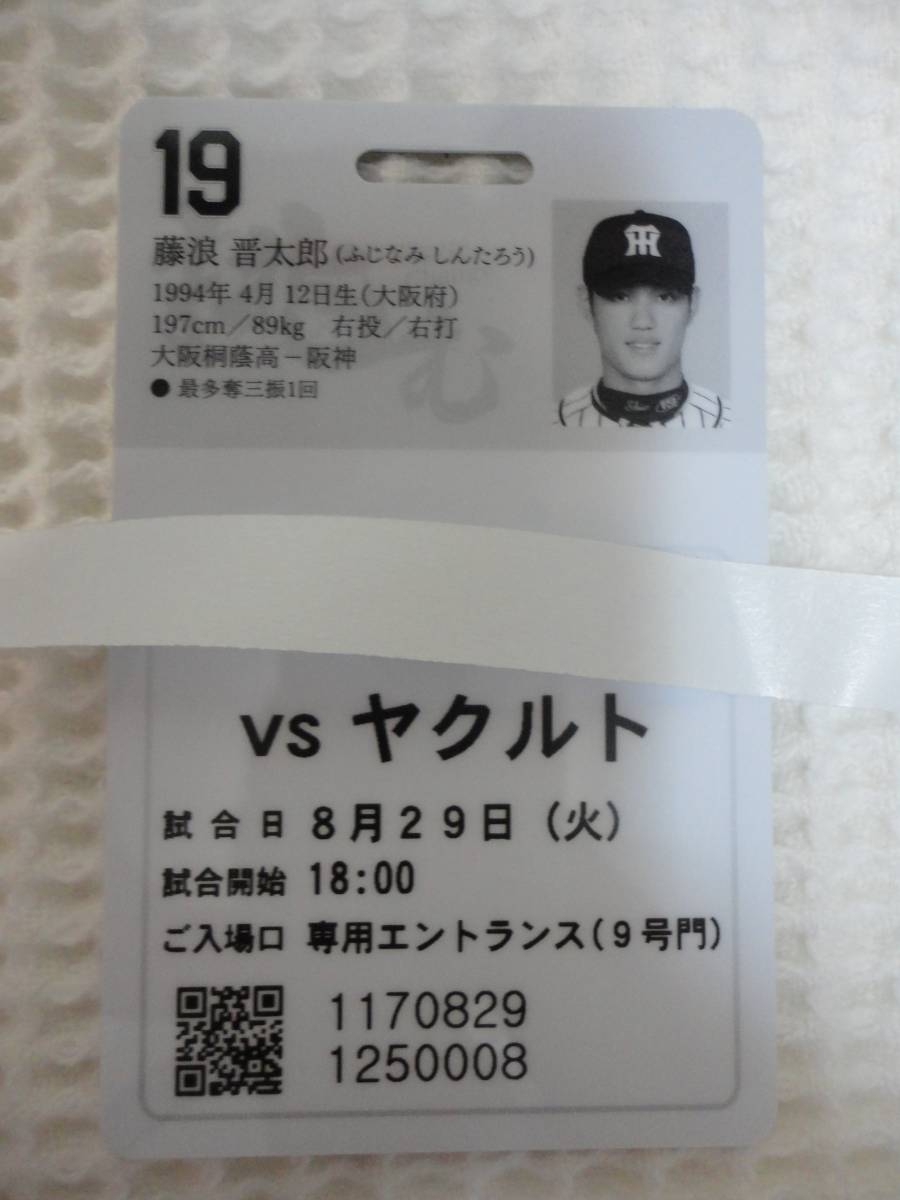 19
藤浪 晋太郎 (ふじなみ しんたろう)
1994年 4月 12日生(大阪府)
197cm/89kg 右投/右打
大阪桐蔭高－阪神
● 最多奪三振1回
vs ヤクルト
試合日 8月29日 (火)
試合開始 18:00
ご入場口 専用エントランス(9号門)
1170829
1250008